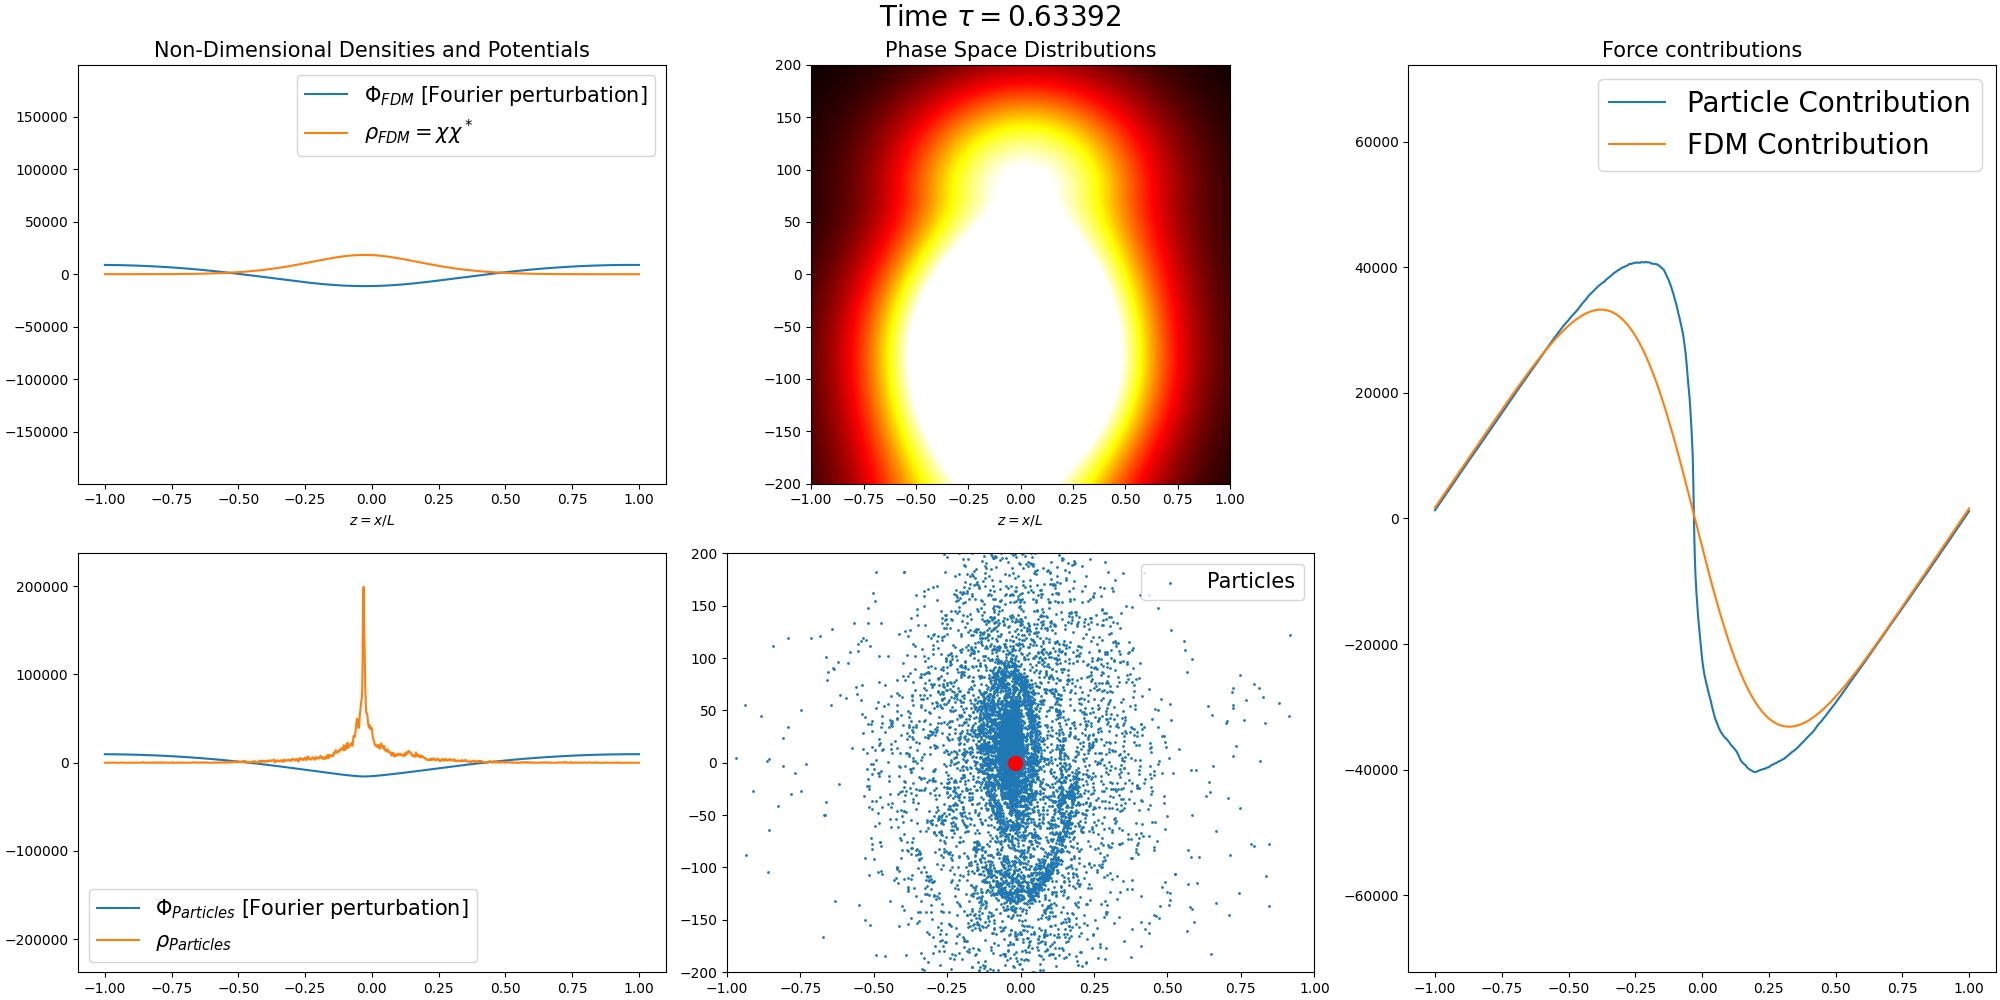 Time τ = 0.63392
Non-Dimensional Densities and Potentials
Φ_FDM [Fourier perturbation]
ρ_FDM = χχ*
150000
100000
50000
0
−50000
−100000
−150000
−1.00 −0.75 −0.50 −0.25 0.00 0.25 0.50 0.75 1.00
z = x/L
Phase Space Distributions
200
150
100
50
0
−50
−100
−150
−200
−1.00 −0.75 −0.50 −0.25 0.00 0.25 0.50 0.75 1.00
z = x/L
Force contributions
Particle Contribution
FDM Contribution
60000
40000
20000
0
−20000
−40000
−60000
−1.00 −0.75 −0.50 −0.25 0.00 0.25 0.50 0.75 1.00
200000
100000
0
−100000
−200000
Φ_Particles [Fourier perturbation]
ρ_Particles
−1.00 −0.75 −0.50 −0.25 0.00 0.25 0.50 0.75 1.00
Particles
200
150
100
50
0
−50
−100
−150
−200
−1.00 −0.75 −0.50 −0.25 0.00 0.25 0.50 0.75 1.00